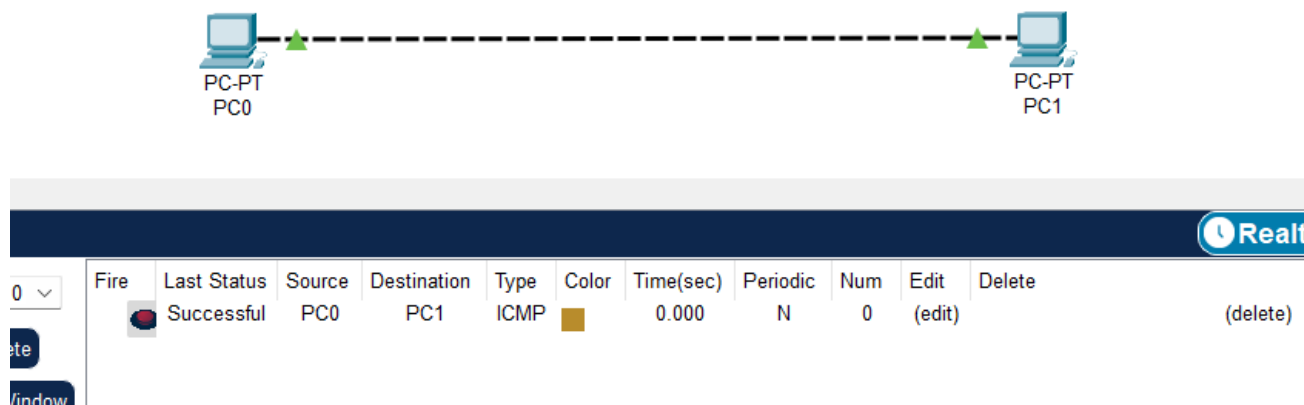 PC-PT
PC0
PC-PT
PC1
Realt
0
Fire Last Status Source Destination Type Color Time(sec) Periodic Num Edit Delete
Successful PC0 PC1 ICMP 0.000 N 0 (edit) (delete)
ete
Window